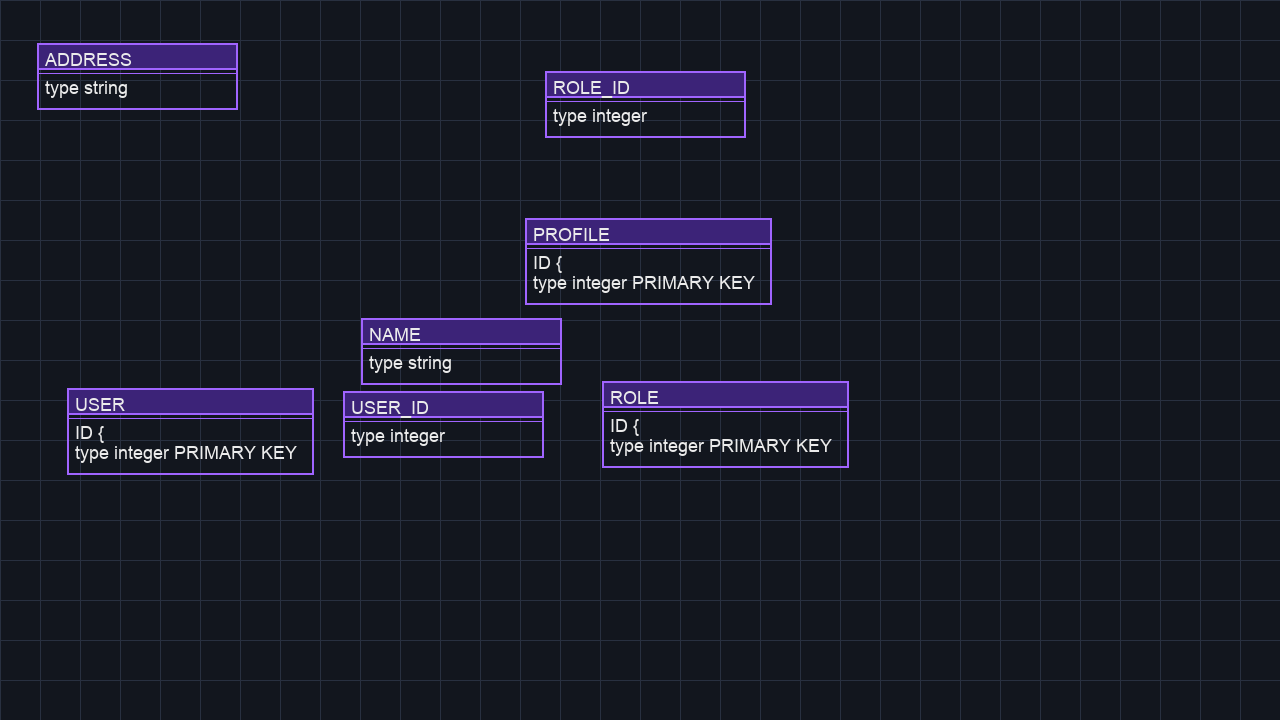 ADDRESS
type string
ROLE_ID
type integer
PROFILE
ID {
type integer PRIMARY KEY
NAME
type string
USER
ID {
type integer PRIMARY KEY
USER_ID
type integer
ROLE
ID {
type integer PRIMARY KEY